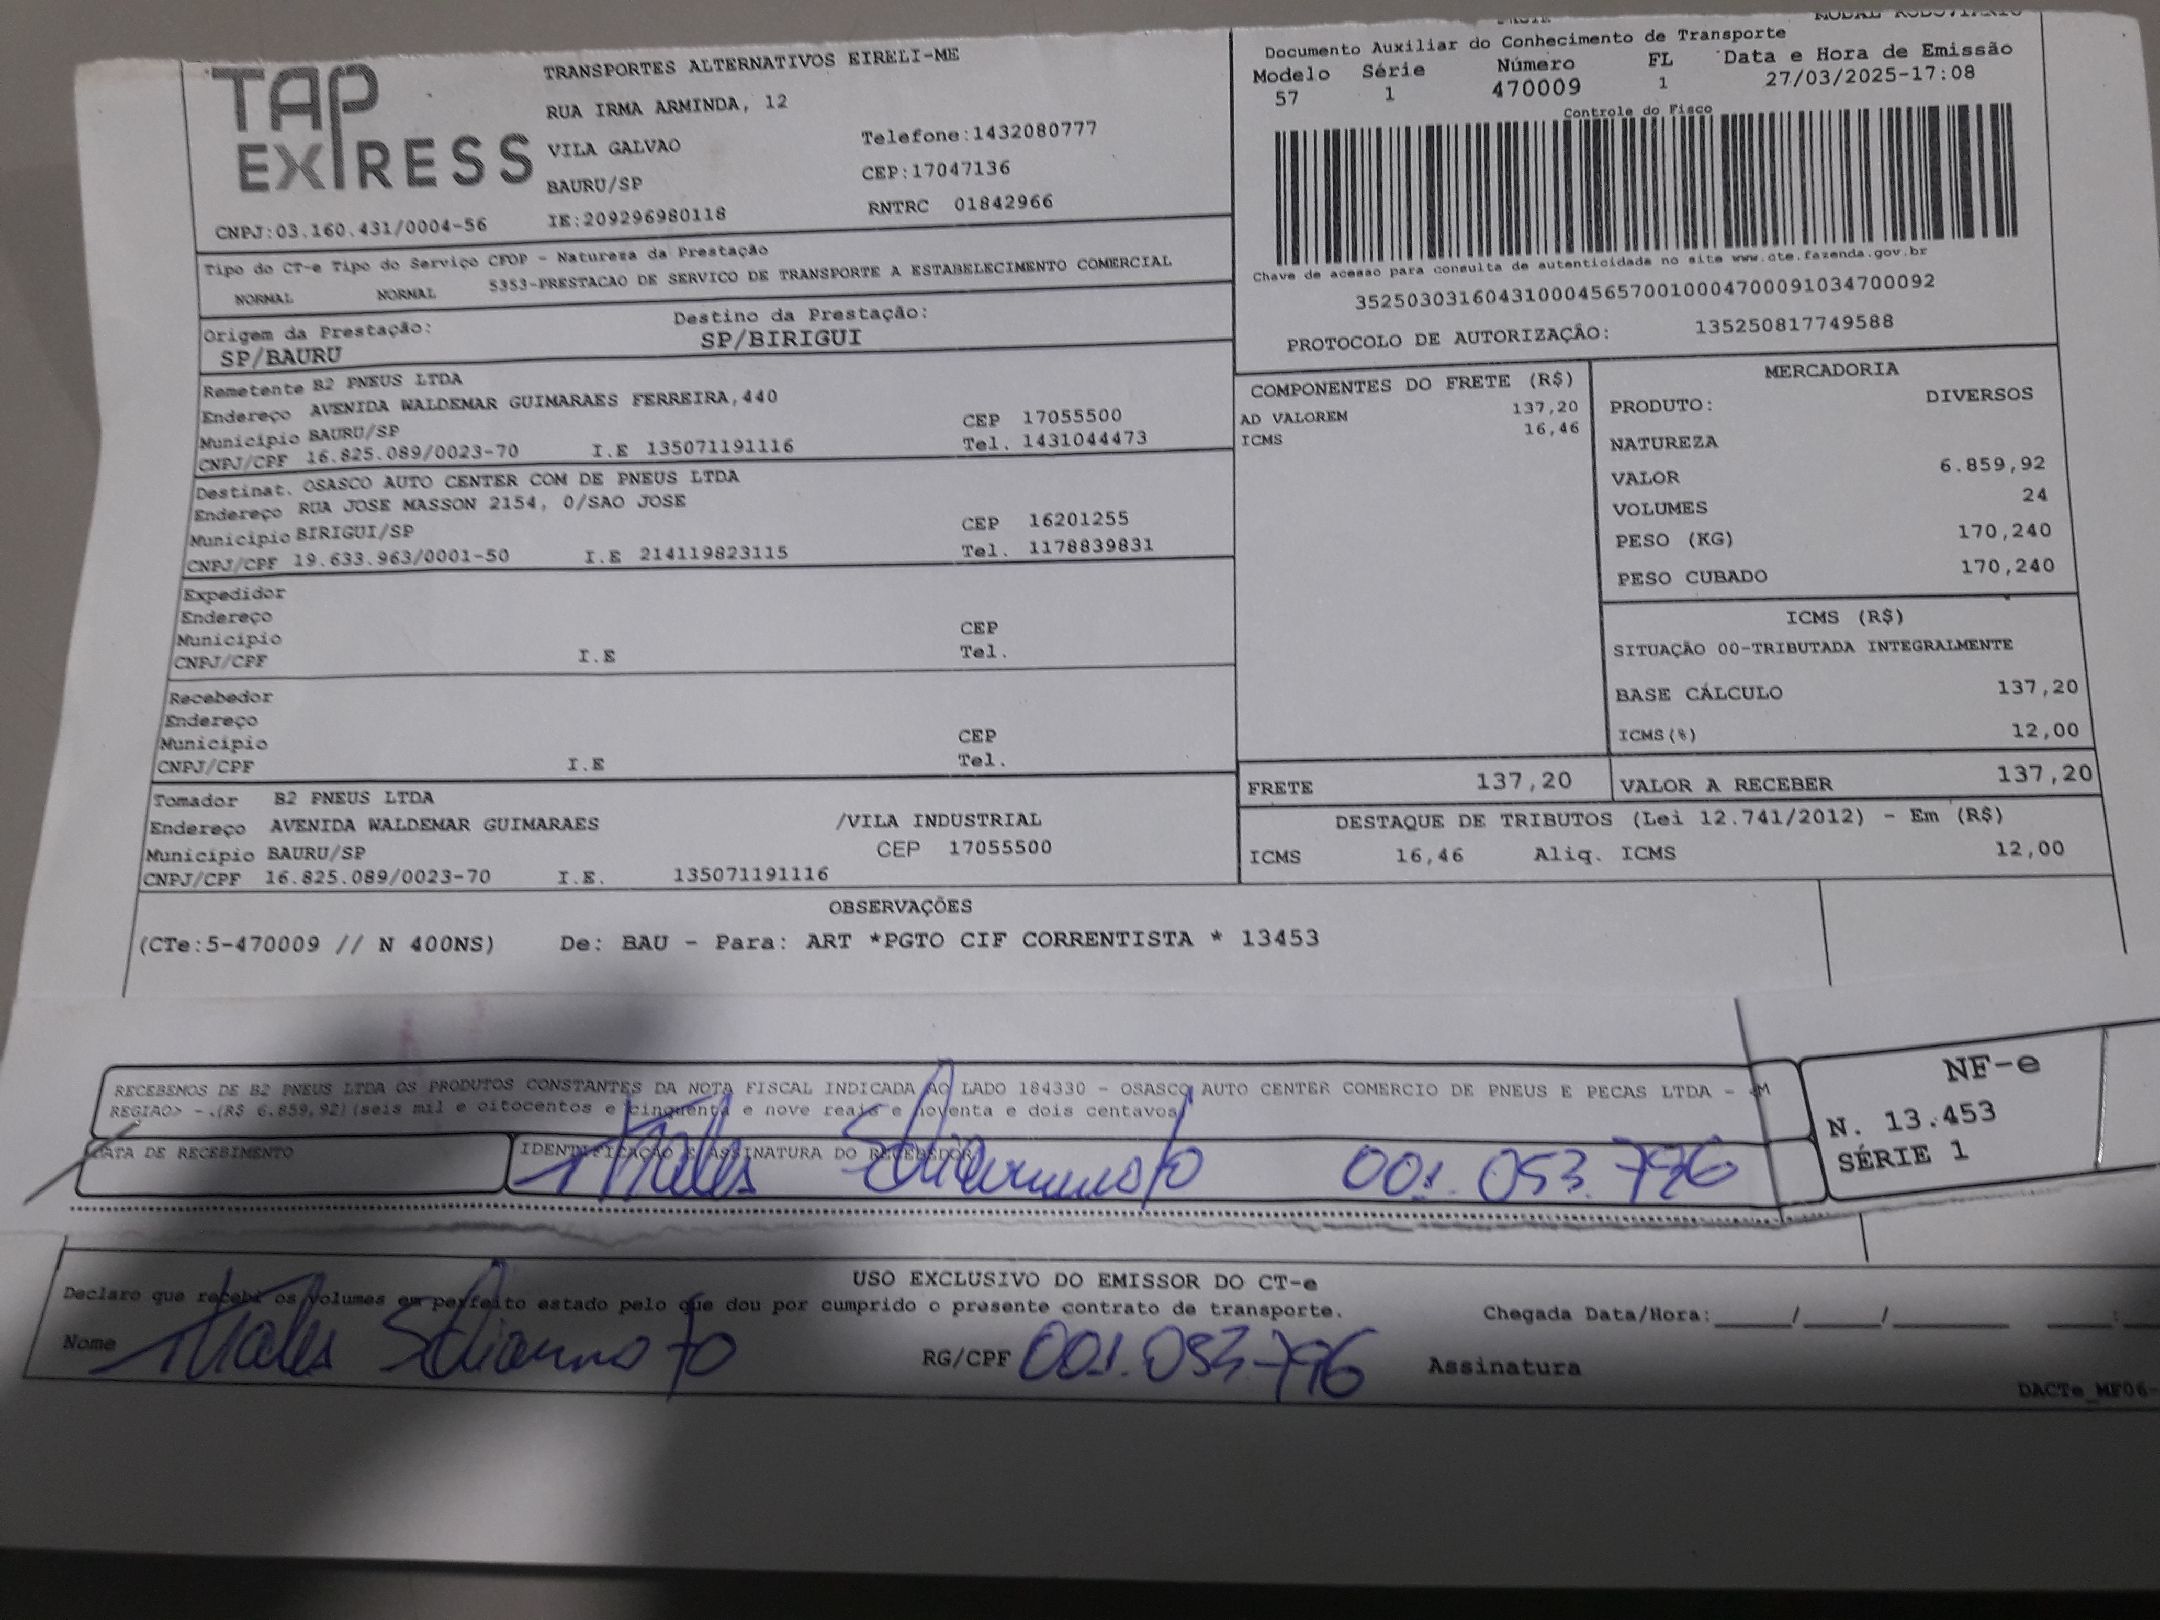 TAP EXPRESS
TRANSPORTES ALTERNATIVOS EIRELI-ME
RUA IRMA ARMINDA, 12
VILA GALVAO Telefone:1432080777
BAURU/SP CEP:17047136
CNPJ:03.160.431/0004-56 IE:209296980118 RNTRC 01842966
MODAL RODOVIÁRIO
Documento Auxiliar do Conhecimento de Transporte
Modelo Série Número FL Data e Hora de Emissão
57 1 470009 1 27/03/2025-17:08
Controle do Fisco
Chave de acesso para consulta de autenticidade no site www.cte.fazenda.gov.br
35250303160431000456570010004700091034700092
PROTOCOLO DE AUTORIZAÇÃO: 135250817749588
Tipo do CT-e Tipo do Serviço CFOP - Natureza da Prestação
NORMAL NORMAL 5353-PRESTACAO DE SERVICO DE TRANSPORTE A ESTABELECIMENTO COMERCIAL
Origem da Prestação: Destino da Prestação:
SP/BAURU SP/BIRIGUI
Remetente B2 PNEUS LTDA
Endereço AVENIDA WALDEMAR GUIMARAES FERREIRA,440
Município BAURU/SP CEP 17055500
CNPJ/CPF 16.825.089/0023-70 I.E 135071191116 Tel. 1431044473
Destinat. OSASCO AUTO CENTER COM DE PNEUS LTDA
Endereço RUA JOSE MASSON 2154, 0/SAO JOSE
Município BIRIGUI/SP CEP 16201255
CNPJ/CPF 19.633.963/0001-50 I.E 214119823115 Tel. 1178839831
Expedidor
Endereço
Município CEP
CNPJ/CPF I.E Tel.
Recebedor
Endereço
Município CEP
CNPJ/CPF I.E Tel.
Tomador B2 PNEUS LTDA
Endereço AVENIDA WALDEMAR GUIMARAES /VILA INDUSTRIAL
Município BAURU/SP CEP 17055500
CNPJ/CPF 16.825.089/0023-70 I.E. 135071191116
COMPONENTES DO FRETE (R$)
AD VALOREM 137,20
ICMS 16,46
MERCADORIA
PRODUTO: DIVERSOS
NATUREZA
VALOR 6.859,92
VOLUMES 24
PESO (KG) 170,240
PESO CUBADO 170,240
ICMS (R$)
SITUAÇÃO 00-TRIBUTADA INTEGRALMENTE
BASE CÁLCULO 137,20
ICMS(%) 12,00
FRETE 137,20 VALOR A RECEBER 137,20
DESTAQUE DE TRIBUTOS (Lei 12.741/2012) - Em (R$)
ICMS 16,46 Aliq. ICMS 12,00
OBSERVAÇÕES
(CTe:5-470009 // N 400NS) De: BAU - Para: ART *PGTO CIF CORRENTISTA * 13453
RECEBEMOS DE B2 PNEUS LTDA OS PRODUTOS CONSTANTES DA NOTA FISCAL INDICADA AO LADO 184330 - OSASCO AUTO CENTER COMERCIO DE PNEUS E PECAS LTDA -
REGIAO> - (R$ 6.859,92)(seis mil e oitocentos e cinquenta e nove reais e noventa e dois centavos)
DATA DE RECEBIMENTO IDENTIFICAÇÃO E ASSINATURA DO RECEBEDOR
Thales 001.053.796
NF-e
N. 13.453
SÉRIE 1
USO EXCLUSIVO DO EMISSOR DO CT-e
Declaro que recebi os volumes em perfeito estado pelo que dou por cumprido o presente contrato de transporte. Chegada Data/Hora:____/____/______ ___:__
Nome Thales RG/CPF 001.053.796 Assinatura
DACTe_MF06-